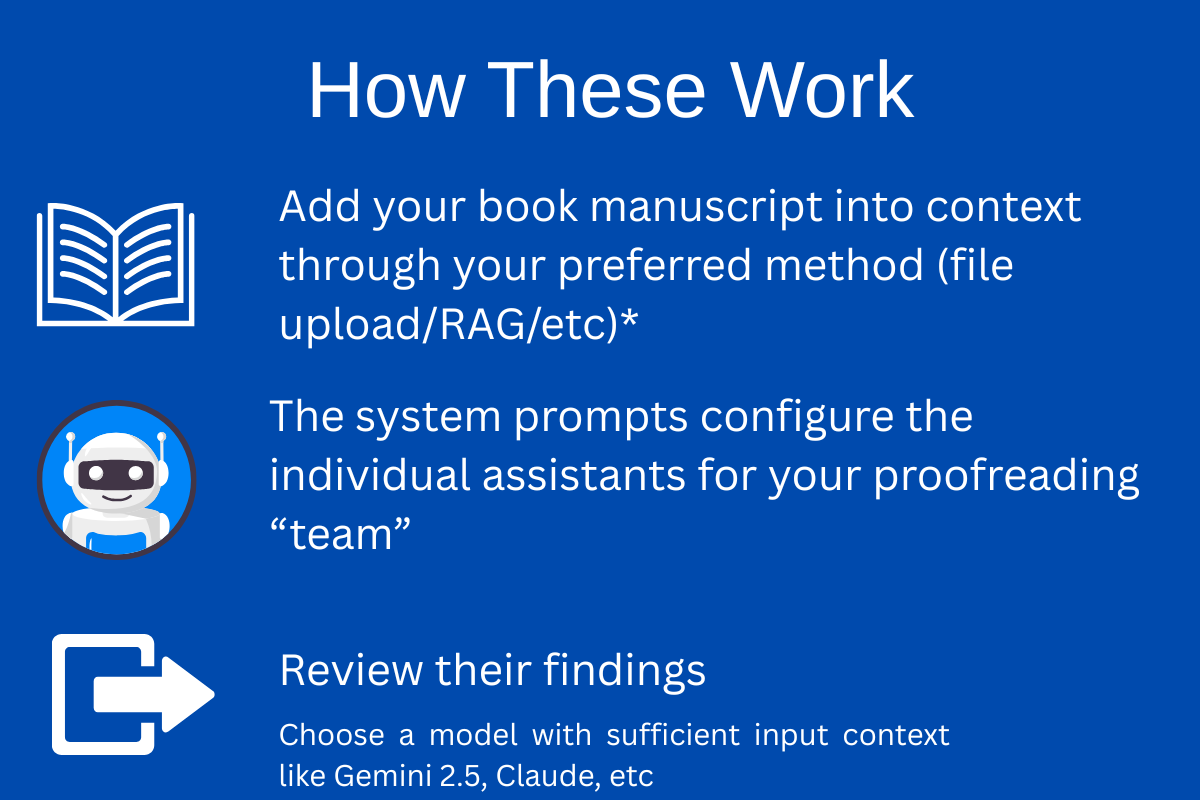 How These Work
Add your book manuscript into context
through your preferred method (file
upload/RAG/etc)*
The system prompts configure the
individual assistants for your proofreading
“team”
Review their findings
Choose a model with sufficient input context
like Gemini 2.5, Claude, etc